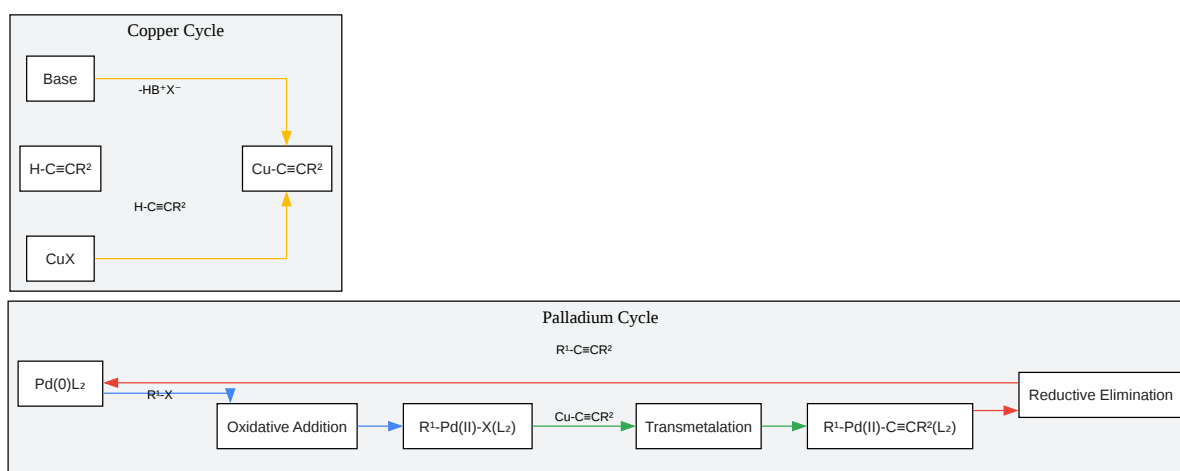 Copper Cycle
Base
-HB⁺X⁻
H-C≡CR²
Cu-C≡CR²
H-C≡CR²
CuX
Palladium Cycle
R¹-C≡CR²
Pd(0)L₂
R¹-X
Reductive Elimination
Oxidative Addition
R¹-Pd(II)-X(L₂)
Cu-C≡CR²
Transmetalation
R¹-Pd(II)-C≡CR²(L₂)